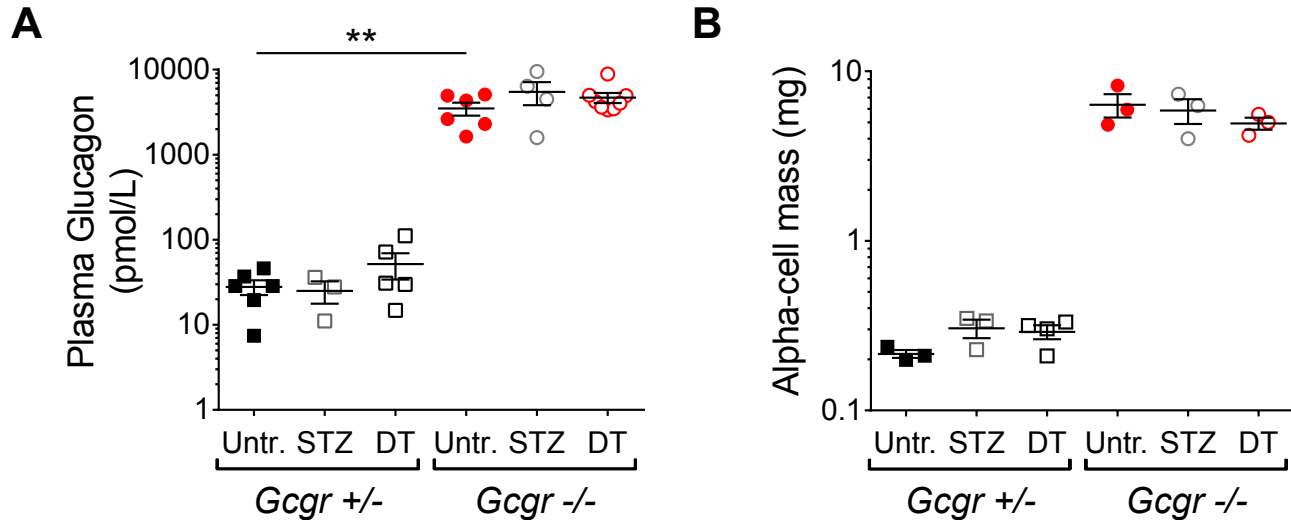 A
**
Plasma Glucagon
(pmol/L)
10000
1000
100
10
1
Untr. STZ DT Untr. STZ DT
Gcgr +/- Gcgr -/-
B
Alpha-cell mass (mg)
10
1
0.1
Untr. STZ DT Untr. STZ DT
Gcgr +/- Gcgr -/-